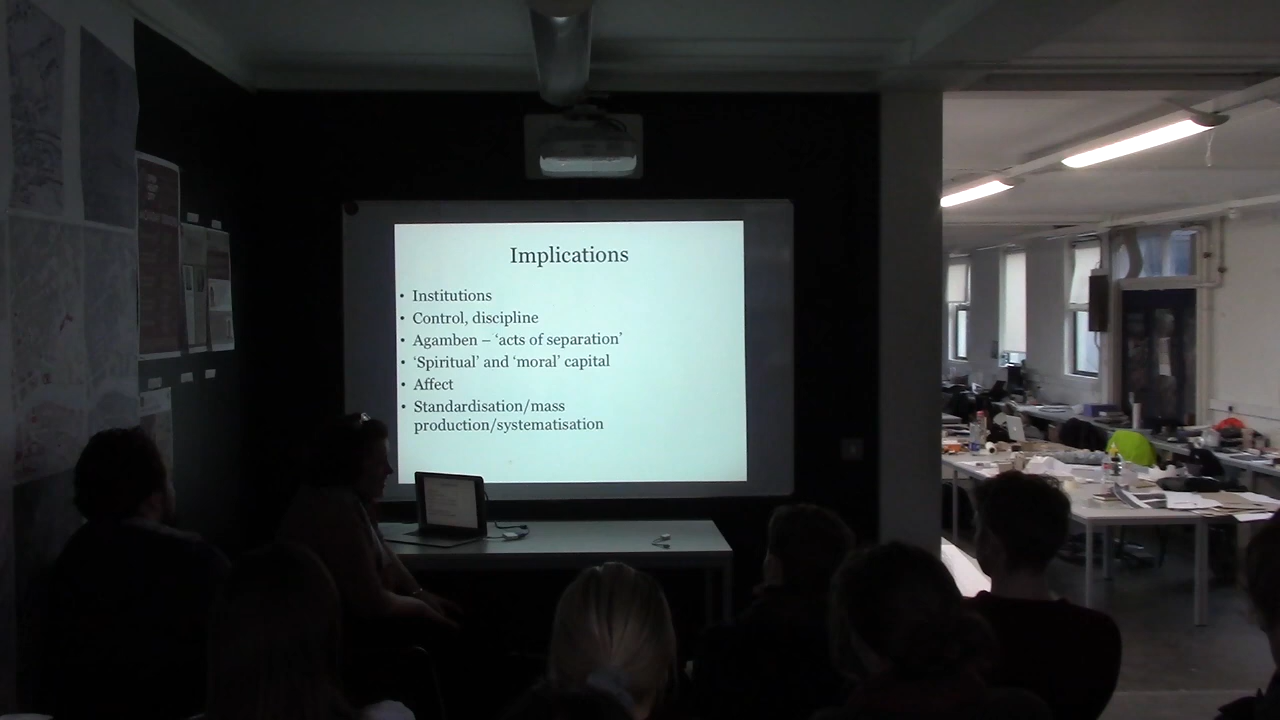 Implications
• Institutions
• Control, discipline
• Agamben – ‘acts of separation’
• ‘Spiritual’ and ‘moral’ capital
• Affect
• Standardisation/mass
production/systematisation